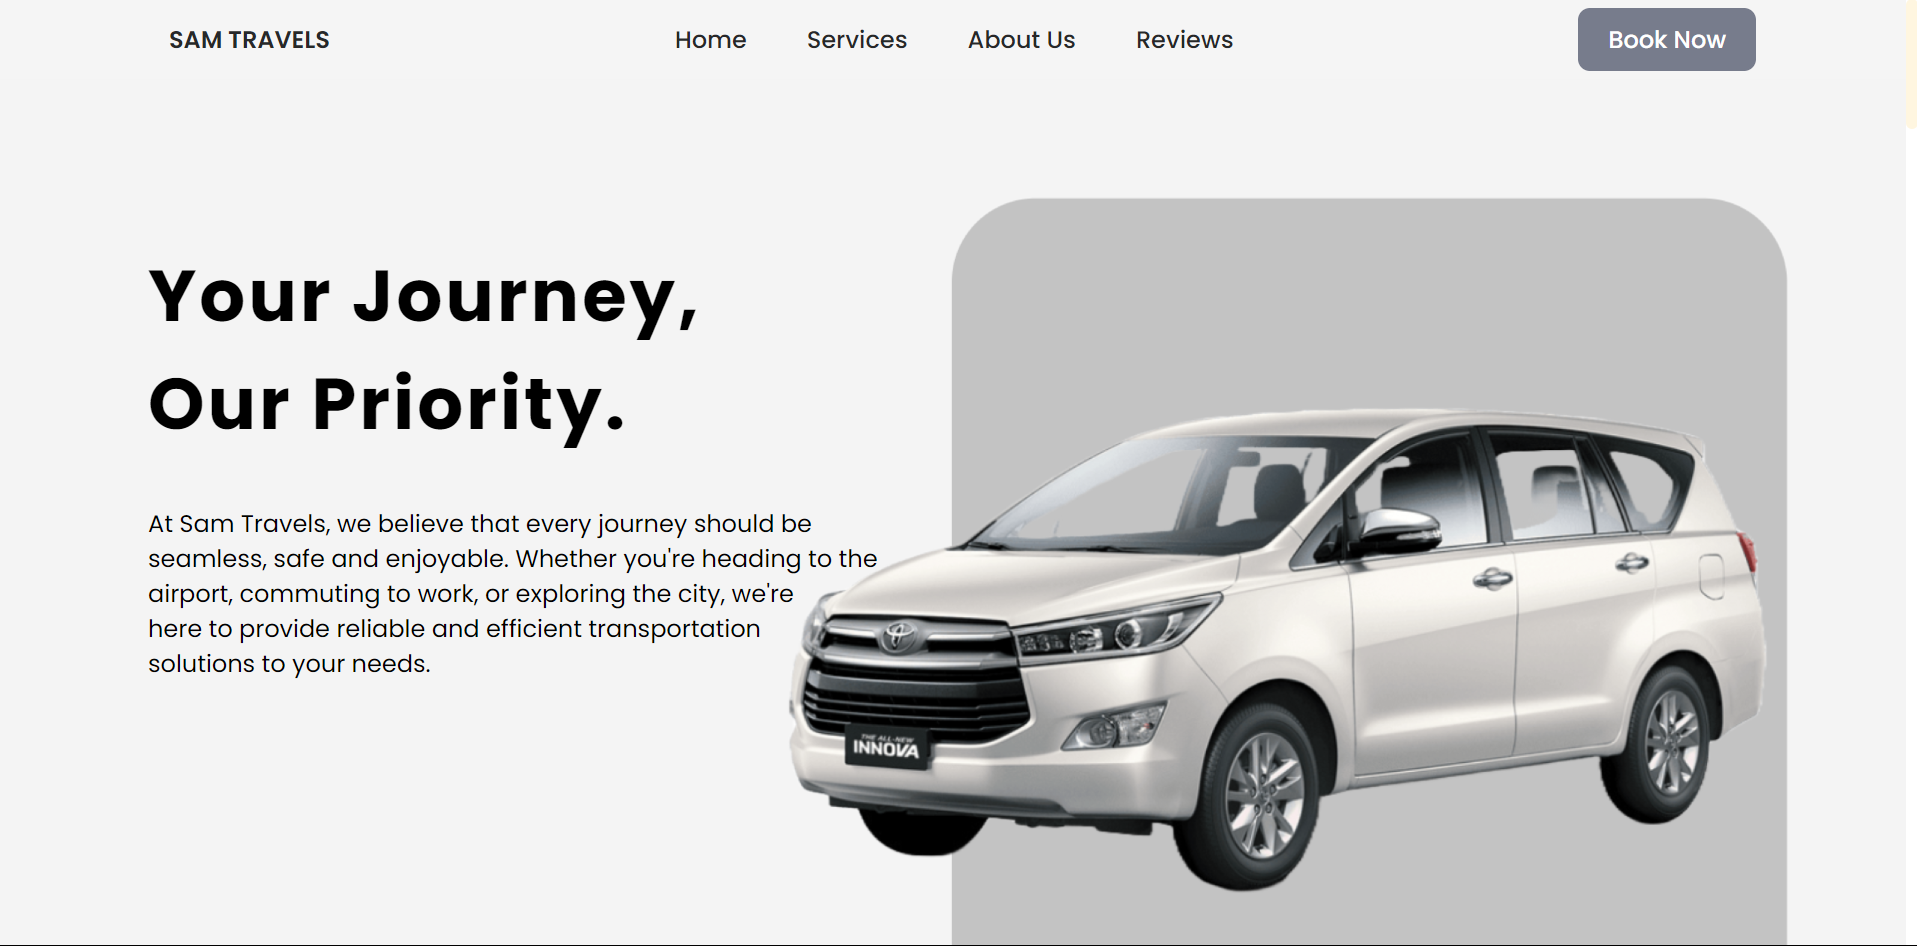 SAM TRAVELS
Home
Services
About Us
Reviews
Book Now
Your Journey,
Our Priority.
At Sam Travels, we believe that every journey should be
seamless, safe and enjoyable. Whether you're heading to the
airport, commuting to work, or exploring the city, we're
here to provide reliable and efficient transportation
solutions to your needs.
THE ALL-NEW
INNOVA